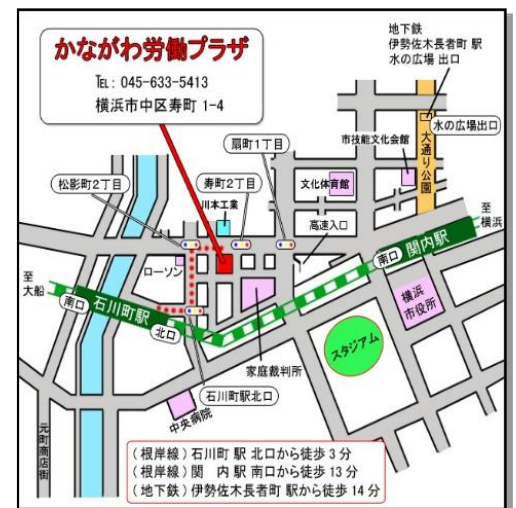 かながわ労働プラザ
℡: 045-633-5413
横浜市中区寿町 1-4
地下鉄
伊勢佐木長者町 駅
水の広場 出口
水の広場出口
大通り公園
市技能文化会館
扇町1丁目
文化体育館
松影町2丁目
寿町2丁目
川本工業
高速入口
至
横浜
関内駅
南口
ローソン
至
大船
南口
石川町駅
北口
横浜
市役所
スタジアム
家庭裁判所
石川町駅北口
中央病院
元町商店街
(根岸線)石川町 駅 北口から徒歩 3 分
(根岸線)関 内 駅 南口から徒歩 13 分
(地下鉄)伊勢佐木長者町 駅から徒歩 14 分